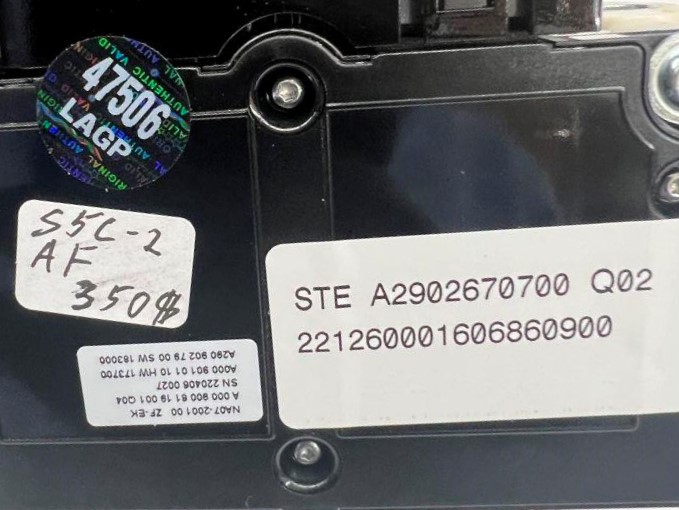 47506
LAGP
S5C-2
AF
350$
STE A2902670700 Q02
221260001606860900
NA07-2001 00 ZF-EK
A 000 900 61 19 001 Q04
SN 220406 0027
A000 901 01 10 HW 173700
A290 902 79 00 SW 183000